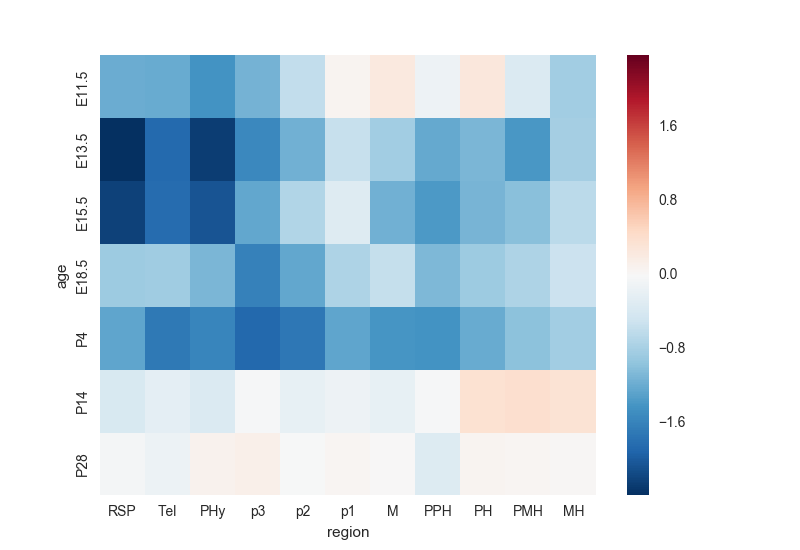 E11.5
E13.5
E15.5
E18.5
P4
P14
P28
age
RSP Tel PHy p3 p2 p1 M PPH PH PMH MH
region
1.6
0.8
0.0
−0.8
−1.6